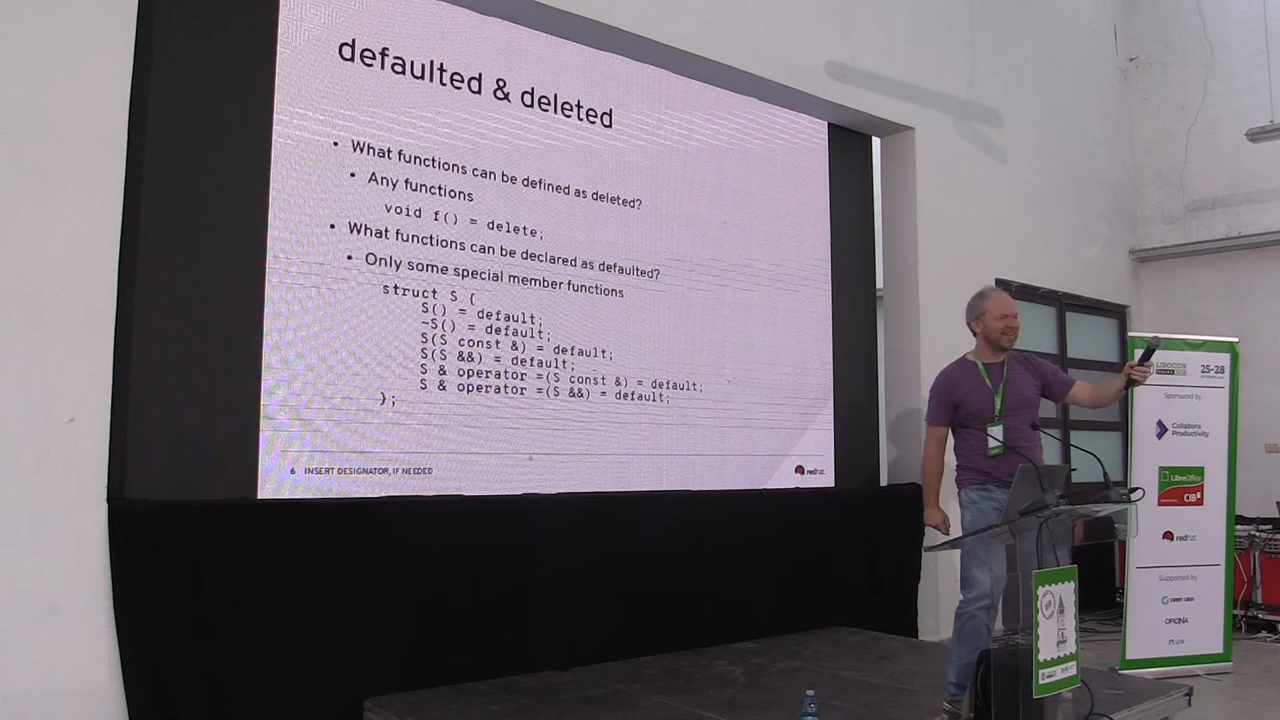 defaulted & deleted
• What functions can be defined as deleted?
• Any functions
void f() = delete;
• What functions can be declared as defaulted?
• Only some special member functions
struct S {
S() = default;
~S() = default;
S(S const &) = default;
S(S &&) = default;
S & operator =(S const &) = default;
S & operator =(S &&) = default;
};
6 INSERT DESIGNATOR, IF NEEDED
redhat.
LIBOCON
25-28
Sponsored by
Collabora
Productivity
LibreOffice
CIB
redhat.
Supported by
OFICINA